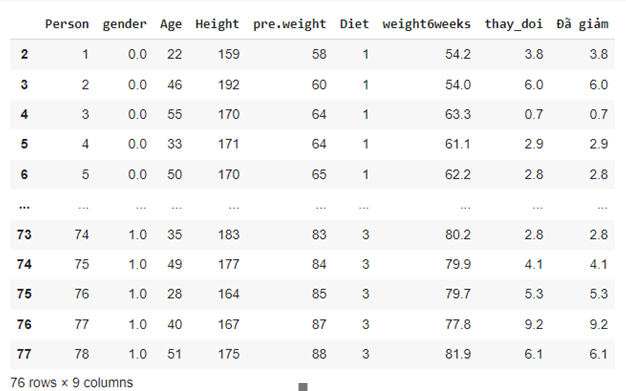 Person gender Age Height pre.weight Diet weight6weeks thay_doi Đã giảm
2 1 0.0 22 159 58 1 54.2 3.8 3.8
3 2 0.0 46 192 60 1 54.0 6.0 6.0
4 3 0.0 55 170 64 1 63.3 0.7 0.7
5 4 0.0 33 171 64 1 61.1 2.9 2.9
6 5 0.0 50 170 65 1 62.2 2.8 2.8
... ... ... ... ... ... ... ... ... ...
73 74 1.0 35 183 83 3 80.2 2.8 2.8
74 75 1.0 49 177 84 3 79.9 4.1 4.1
75 76 1.0 28 164 85 3 79.7 5.3 5.3
76 77 1.0 40 167 87 3 77.8 9.2 9.2
77 78 1.0 51 175 88 3 81.9 6.1 6.1
76 rows × 9 columns